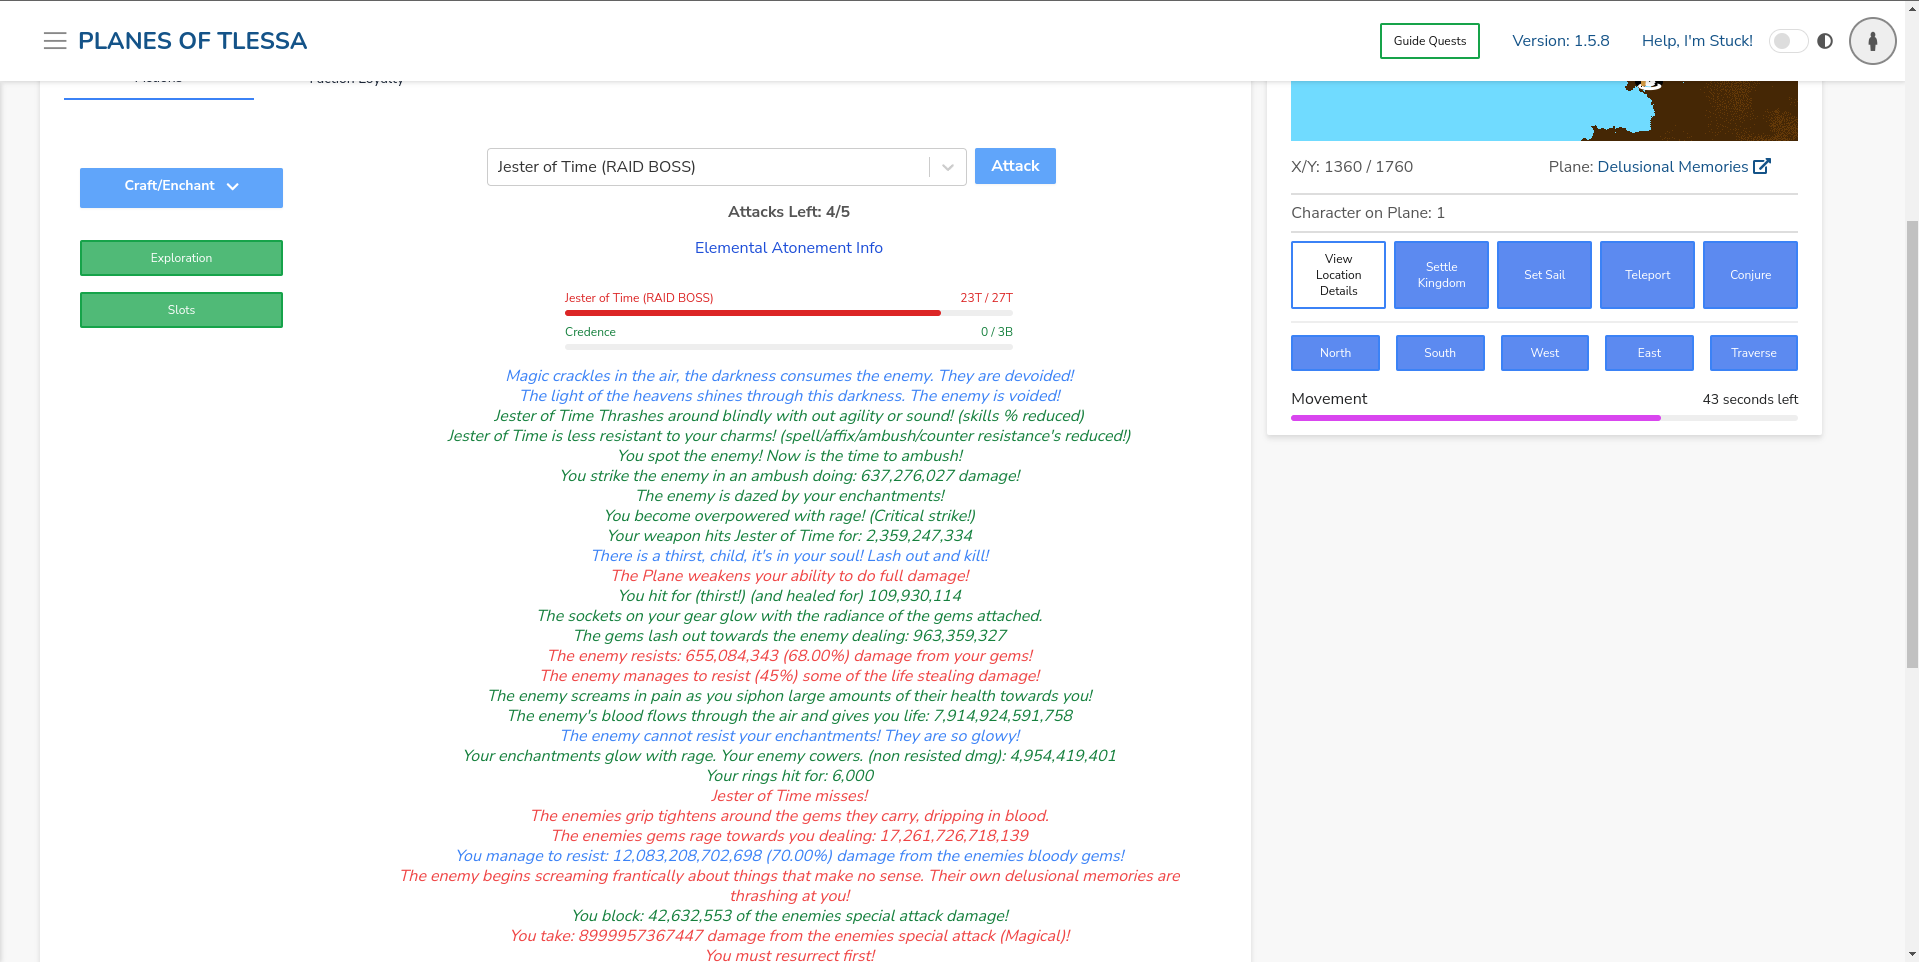 PLANES OF TLESSA
Guide Quests
Version: 1.5.8
Help, I'm Stuck!
Actions
Faction Loyalty
Craft/Enchant
Exploration
Slots
Jester of Time (RAID BOSS)
Attack
Attacks Left: 4/5
Elemental Atonement Info
Jester of Time (RAID BOSS) 23T / 27T
Credence 0 / 3B
Magic crackles in the air, the darkness consumes the enemy. They are devoided!
The light of the heavens shines through this darkness. The enemy is voided!
Jester of Time Thrashes around blindly with out agility or sound! (skills % reduced)
Jester of Time is less resistant to your charms! (spell/affix/ambush/counter resistance's reduced!)
You spot the enemy! Now is the time to ambush!
You strike the enemy in an ambush doing: 637,276,027 damage!
The enemy is dazed by your enchantments!
You become overpowered with rage! (Critical strike!)
Your weapon hits Jester of Time for: 2,359,247,334
There is a thirst, child, it's in your soul! Lash out and kill!
The Plane weakens your ability to do full damage!
You hit for (thirst!) (and healed for) 109,930,114
The sockets on your gear glow with the radiance of the gems attached.
The gems lash out towards the enemy dealing: 963,359,327
The enemy resists: 655,084,343 (68.00%) damage from your gems!
The enemy manages to resist (45%) some of the life stealing damage!
The enemy screams in pain as you siphon large amounts of their health towards you!
The enemy's blood flows through the air and gives you life: 7,914,924,591,758
The enemy cannot resist your enchantments! They are so glowy!
Your enchantments glow with rage. Your enemy cowers. (non resisted dmg): 4,954,419,401
Your rings hit for: 6,000
Jester of Time misses!
The enemies grip tightens around the gems they carry, dripping in blood.
The enemies gems rage towards you dealing: 17,261,726,718,139
You manage to resist: 12,083,208,702,698 (70.00%) damage from the enemies bloody gems!
The enemy begins screaming frantically about things that make no sense. Their own delusional memories are
thrashing at you!
You block: 42,632,553 of the enemies special attack damage!
You take: 8999957367447 damage from the enemies special attack (Magical)!
You must resurrect first!
X/Y: 1360 / 1760
Plane: Delusional Memories
Character on Plane: 1
View
Location
Details
Settle
Kingdom
Set Sail
Teleport
Conjure
North
South
West
East
Traverse
Movement
43 seconds left